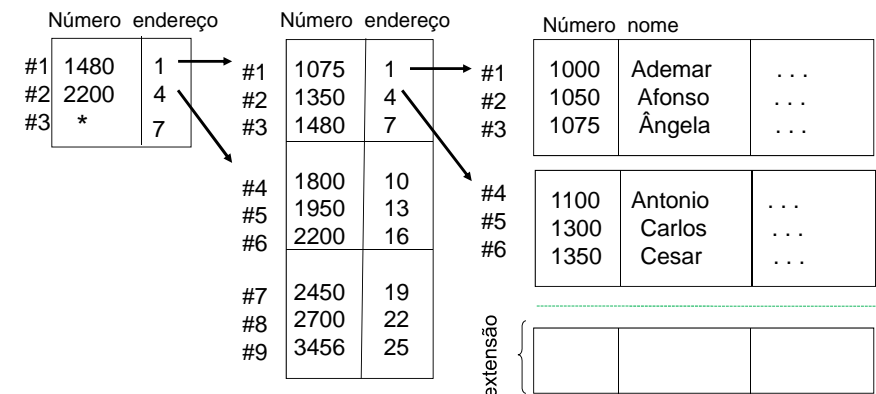 Número endereço
#1 1480 1
#2 2200 4
#3 * 7
Número endereço
#1 1075 1
#2 1350 4
#3 1480 7
#4 1800 10
#5 1950 13
#6 2200 16
#7 2450 19
#8 2700 22
#9 3456 25
Número nome
#1 1000 Ademar . . .
#2 1050 Afonso . . .
#3 1075 Ângela . . .
#4 1100 Antonio . . .
#5 1300 Carlos . . .
#6 1350 Cesar . . .
extensão